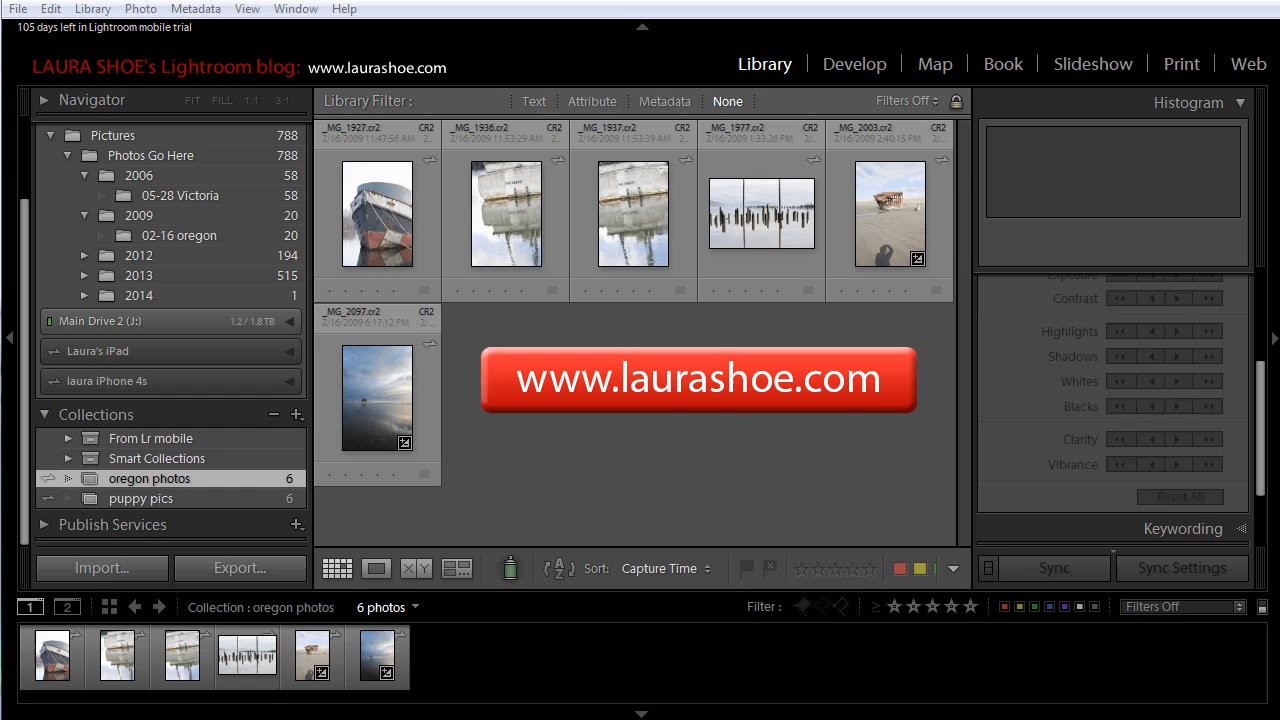 File Edit Library Photo Metadata View Window Help
105 days left in Lightroom mobile trial
LAURA SHOE's Lightroom blog: www.laurashoe.com
Library Develop Map Book Slideshow Print Web
Navigator FIT FILL 1:1 3:1
Library Filter : Text Attribute Metadata None Filters Off
Histogram
Pictures 788
Photos Go Here 788
2006 58
05-28 Victoria 58
2009 20
02-16 oregon 20
2012 194
2013 515
2014 1
Main Drive 2 (J:) 1.2 / 1.8 TB
Laura's iPad
laura iPhone 4s
Collections
From Lr mobile
Smart Collections
oregon photos 6
puppy pics 6
Publish Services
Import... Export...
_MG_1927.cr2 CR2
2/16/2009 11:47:56 AM 2...
_MG_1936.cr2 CR2
2/16/2009 11:53:29 AM 2...
_MG_1937.cr2 CR2
2/16/2009 11:53:39 AM 2...
_MG_1977.cr2 CR2
2/16/2009 1:33:26 PM 2/...
_MG_2003.cr2 CR2
2/16/2009 2:40:15 PM 2/...
_MG_2097.cr2 CR2
2/16/2009 6:17:12 PM 2/...
www.laurashoe.com
Exposure
Contrast
Highlights
Shadows
Whites
Blacks
Clarity
Vibrance
Reset All
Keywording
Sync Sync Settings
XY Sort: Capture Time
1 2 Collection : oregon photos 6 photos Filter : Filters Off